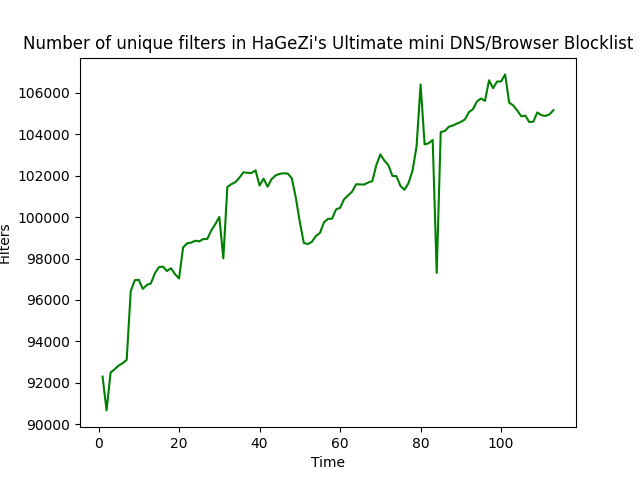 Number of unique filters in HaGeZi's Ultimate mini DNS/Browser Blocklist
106000
104000
102000
100000
98000
96000
94000
92000
90000
Filters
0 20 40 60 80 100
Time